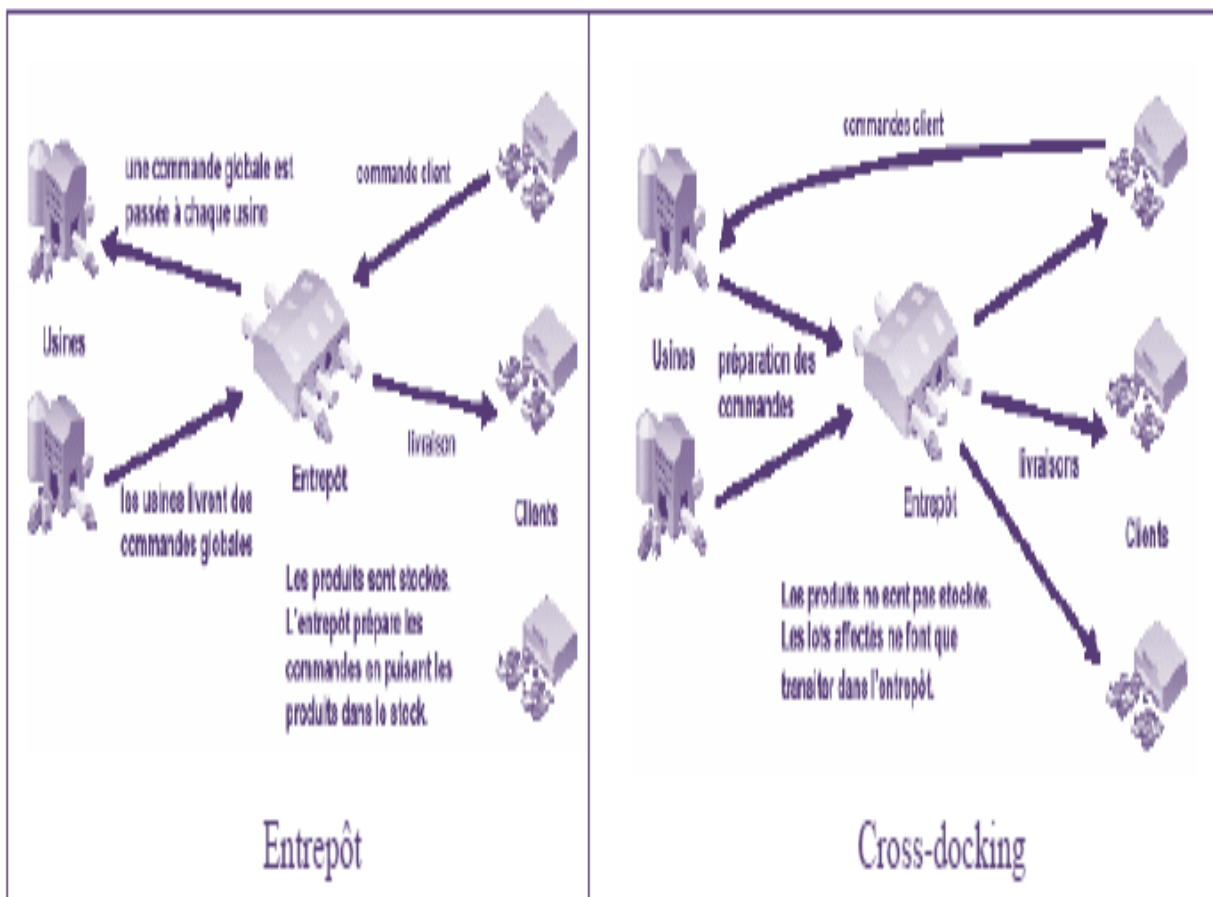 une commande globale est
passée à chaque usine
commande client
Usines
Entrepôt
livraison
les usines livrent des
commandes globales
Clients
Les produits sont stockés.
L'entrepôt prépare les
commandes en puisant les
produits dans le stock.
Entrepôt
commandes client
Usines
préparation des
commandes
Entrepôt
livraisons
Clients
Les produits ne sont pas stockés.
Les lots affectés ne font que
transiter dans l'entrepôt.
Cross-docking